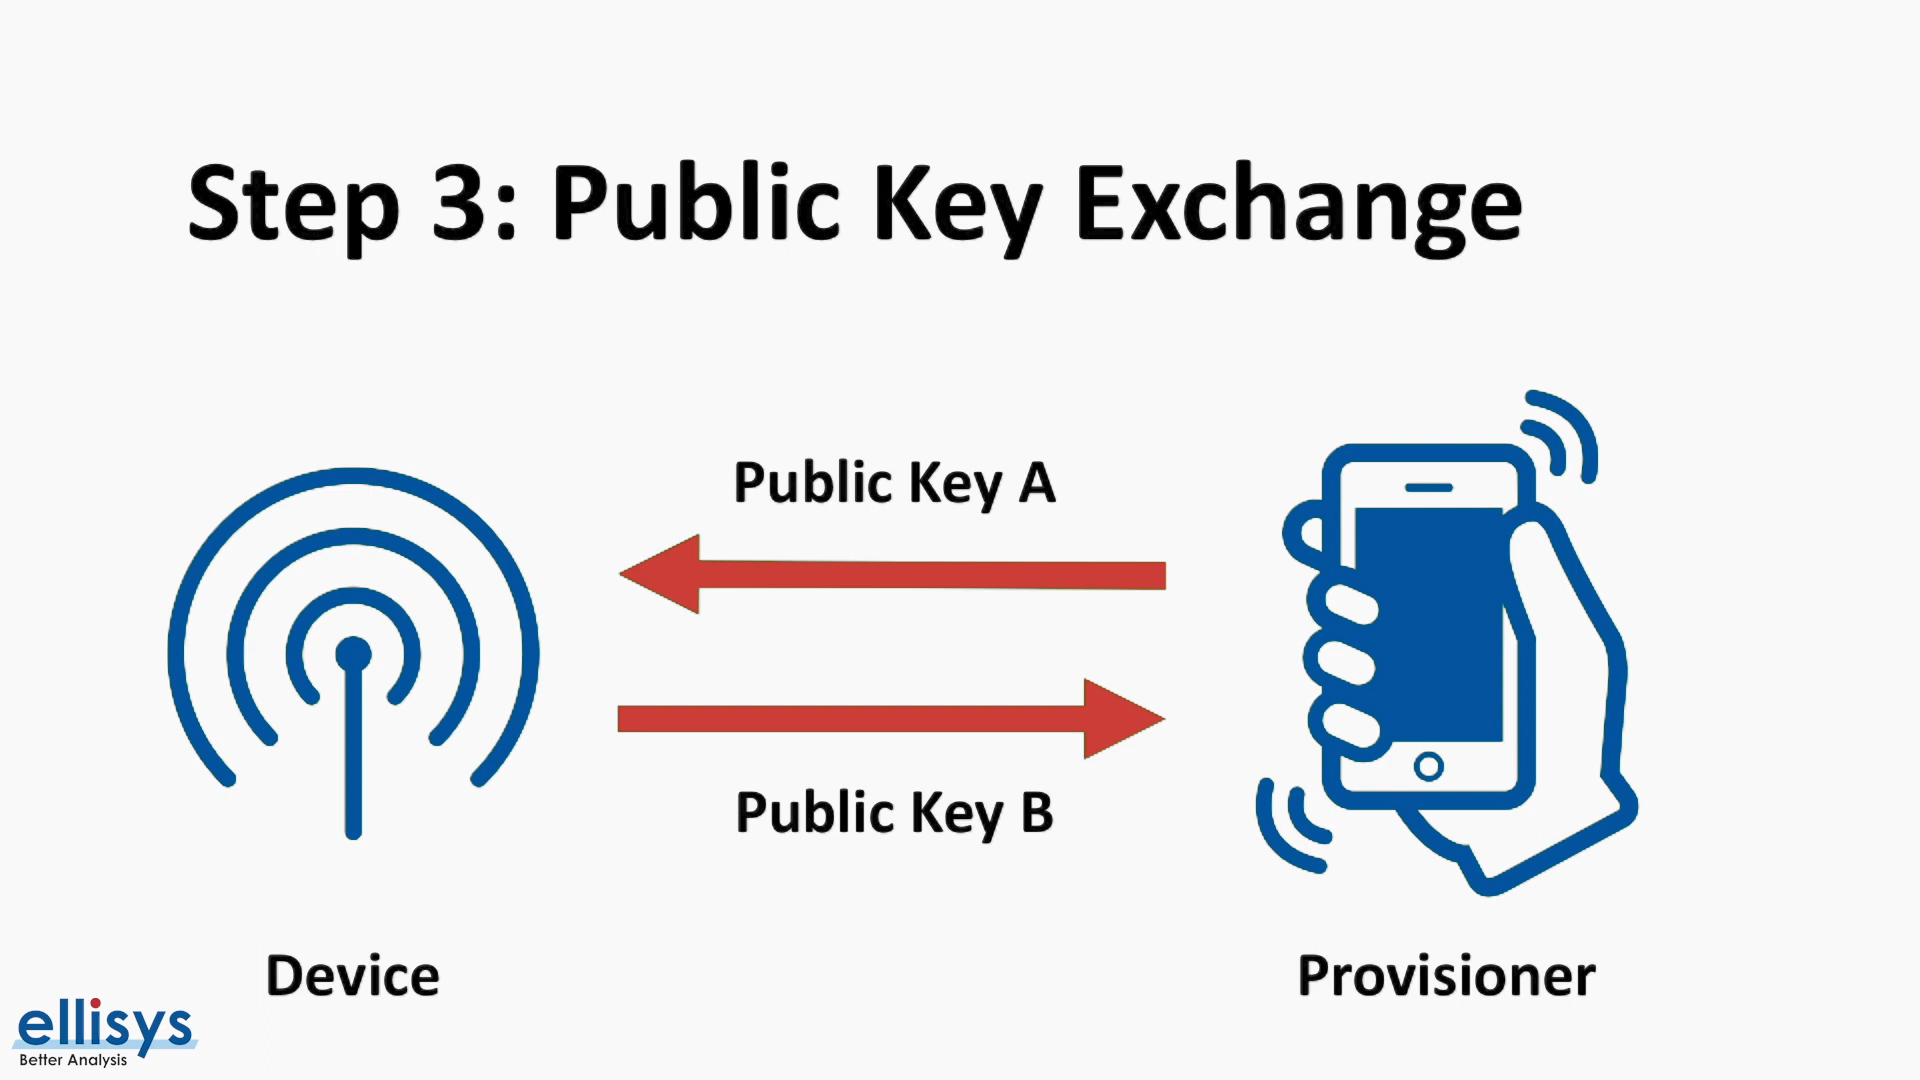 Step 3: Public Key Exchange
Public Key A
Public Key B
Device
Provisioner
ellisys
Better Analysis